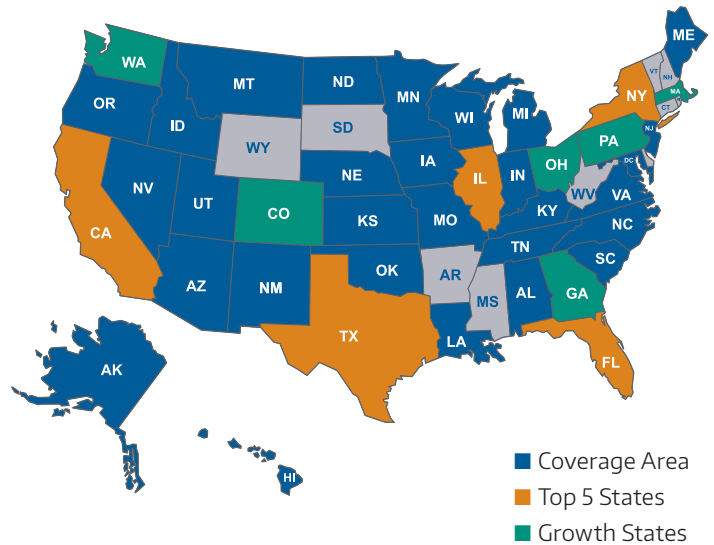 ME
WA
VT
NH
MT
ND
MN
OR
MA
NY
ID
WI
MI
SD
CT
WY
PA
NJ
IA
OH
NE
IL
IN
DC
NV
UT
WV
CO
VA
KS
MO
KY
CA
NC
TN
OK
SC
AZ
NM
AR
GA
MS
AL
TX
LA
FL
AK
HI
Coverage Area
Top 5 States
Growth States